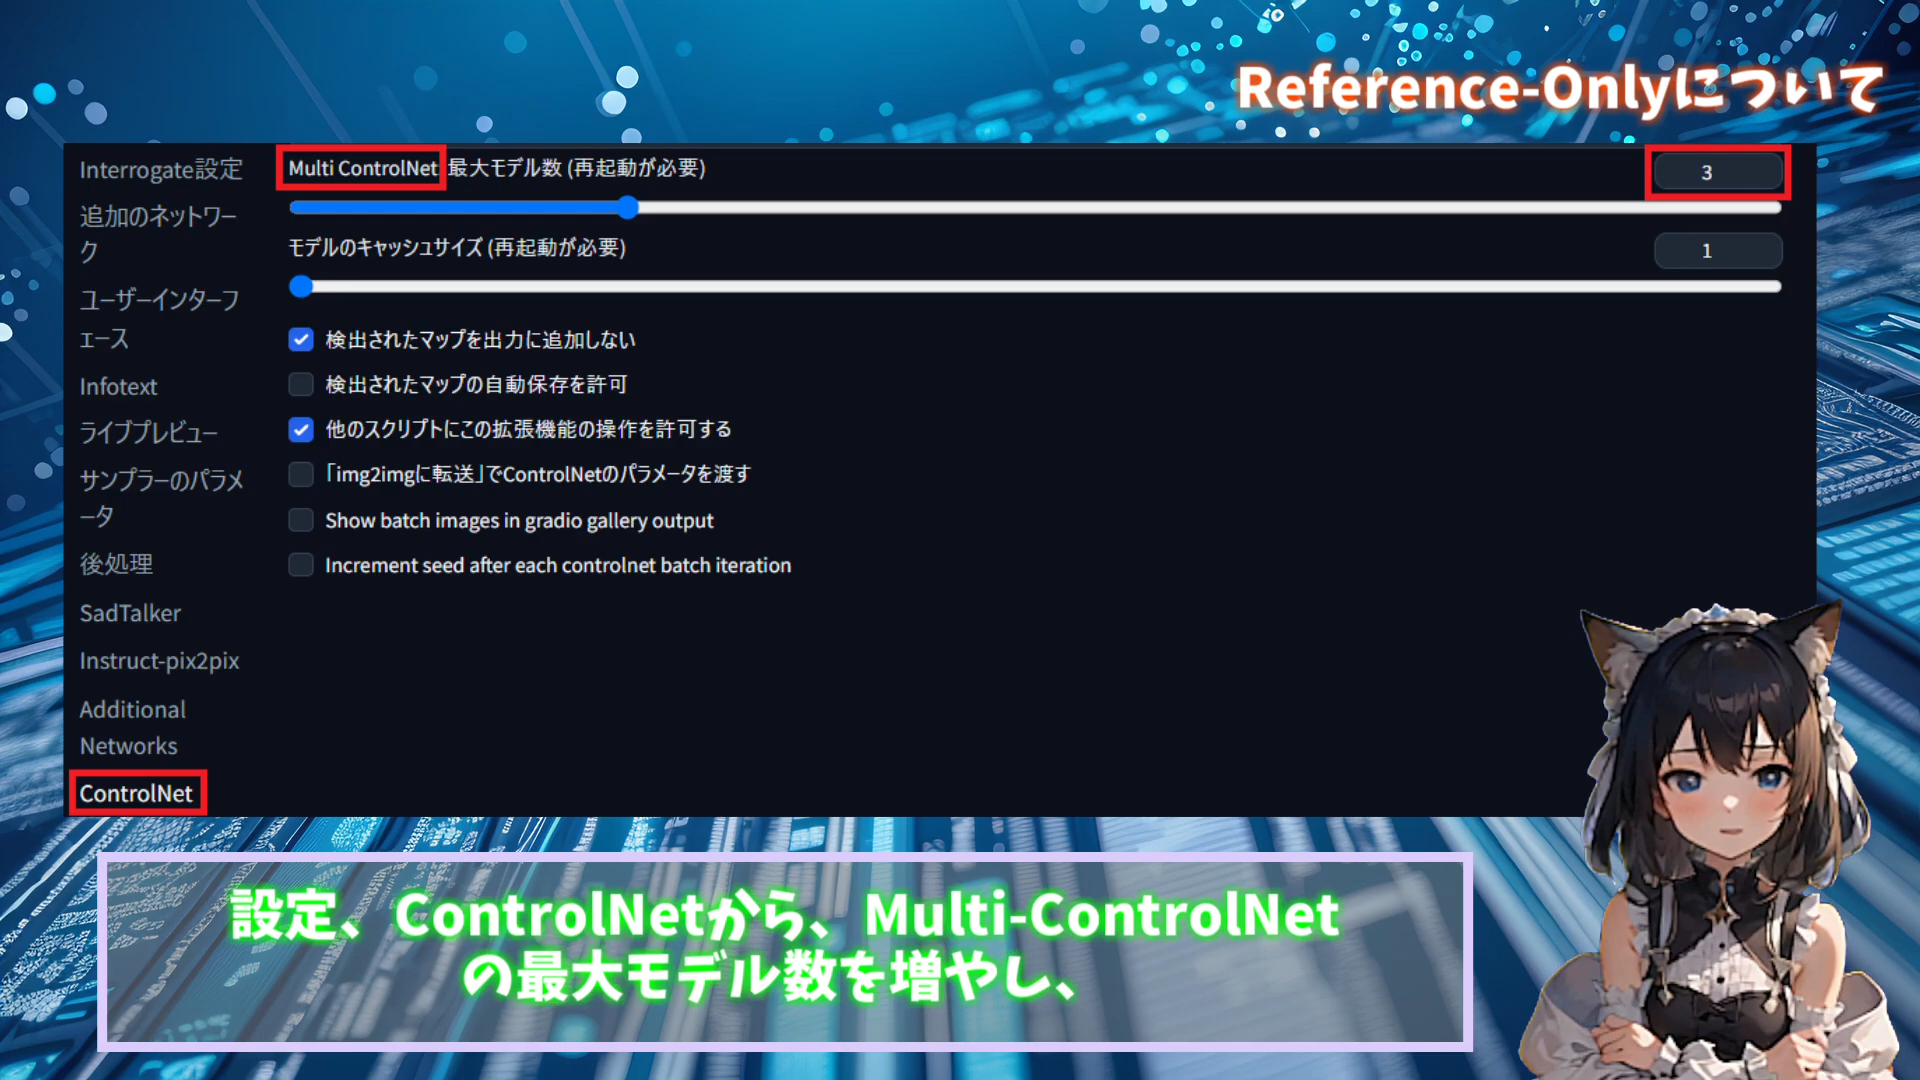 Reference-Onlyについて
Interrogate設定
追加のネットワー
ク
ユーザーインターフ
ェース
Infotext
ライブプレビュー
サンプラーのパラメ
ータ
後処理
SadTalker
Instruct-pix2pix
Additional
Networks
ControlNet
Multi ControlNet 最大モデル数 (再起動が必要)
3
モデルのキャッシュサイズ (再起動が必要)
1
検出されたマップを出力に追加しない
検出されたマップの自動保存を許可
他のスクリプトにこの拡張機能の操作を許可する
「img2imgに転送」でControlNetのパラメータを渡す
Show batch images in gradio gallery output
Increment seed after each controlnet batch iteration
設定、ControlNetから、Multi-ControlNet
の最大モデル数を増やし、